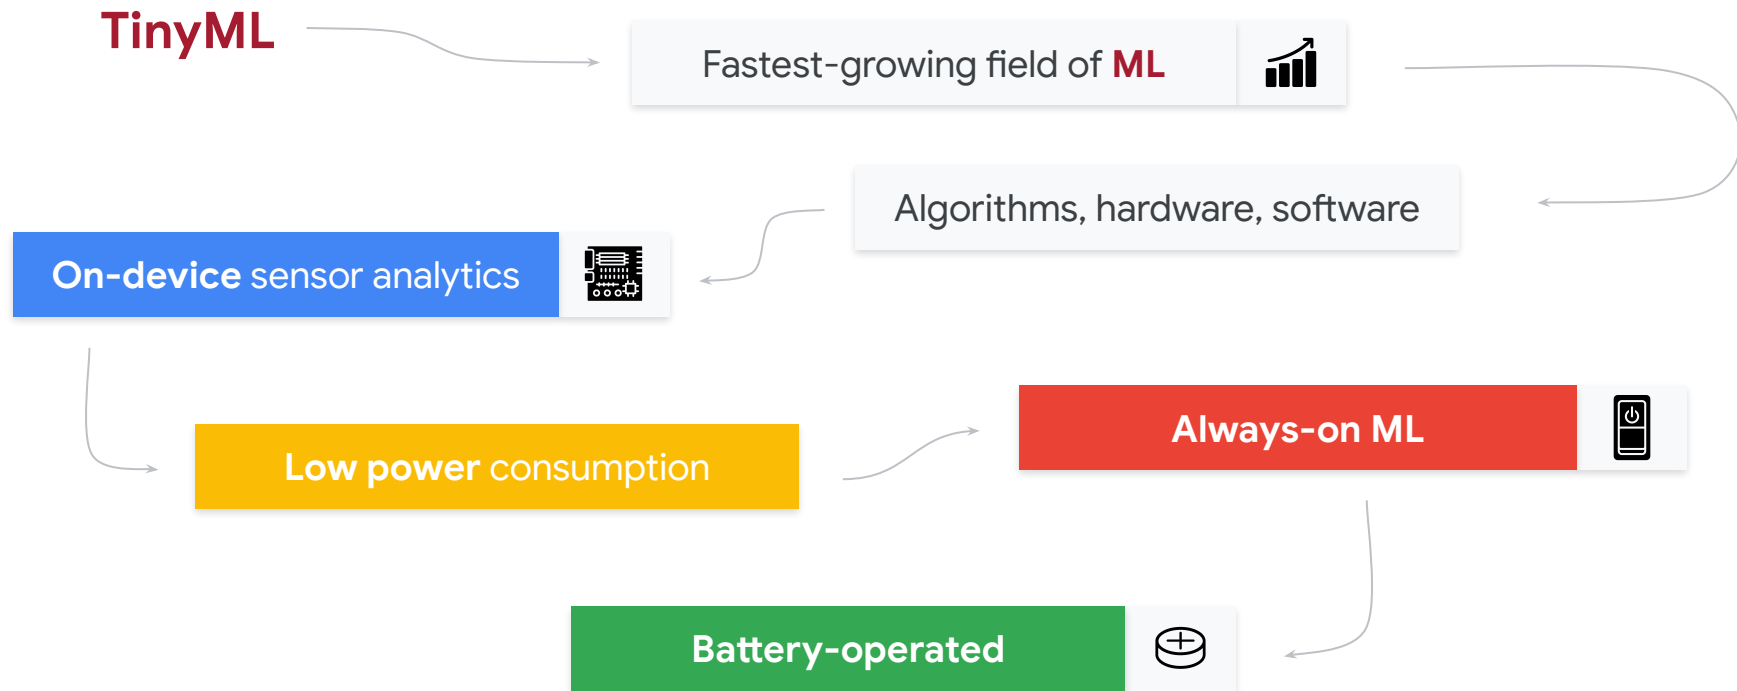 TinyML
Fastest-growing field of ML
Algorithms, hardware, software
On-device sensor analytics
Low power consumption
Always-on ML
Battery-operated